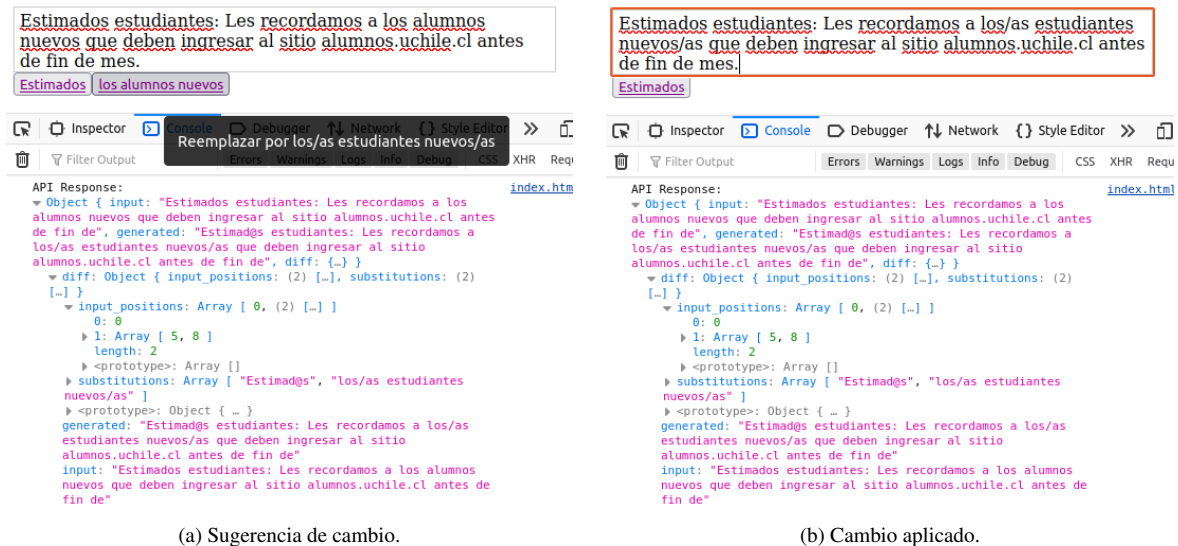 Estimados estudiantes: Les recordamos a los alumnos
nuevos que deben ingresar al sitio alumnos.uchile.cl antes
de fin de mes.
Estimados los alumnos nuevos
Inspector Console Debugger Network {} Style Editor
Reemplazar por los/as estudiantes nuevos/as
Filter Output Errors Warnings Logs Info Debug CSS XHR Requ
API Response: index.htm
Object { input: "Estimados estudiantes: Les recordamos a los
alumnos nuevos que deben ingresar al sitio alumnos.uchile.cl antes
de fin de", generated: "Estimad@s estudiantes: Les recordamos a
los/as estudiantes nuevos/as que deben ingresar al sitio
alumnos.uchile.cl antes de fin de", diff: {…} }
diff: Object { input_positions: (2) […], substitutions: (2)
[…] }
input_positions: Array [ 0, (2) […] ]
0: 0
1: Array [ 5, 8 ]
length: 2
<prototype>: Array []
substitutions: Array [ "Estimad@s", "los/as estudiantes
nuevos/as" ]
<prototype>: Object { … }
generated: "Estimad@s estudiantes: Les recordamos a los/as
estudiantes nuevos/as que deben ingresar al sitio
alumnos.uchile.cl antes de fin de"
input: "Estimados estudiantes: Les recordamos a los alumnos
nuevos que deben ingresar al sitio alumnos.uchile.cl antes de
fin de"
(a) Sugerencia de cambio.
Estimados estudiantes: Les recordamos a los/as estudiantes
nuevos/as que deben ingresar al sitio alumnos.uchile.cl antes
de fin de mes.
Estimados
Inspector Console Debugger Network {} Style Editor
Filter Output Errors Warnings Logs Info Debug CSS XHR Requ
API Response: index.html
Object { input: "Estimados estudiantes: Les recordamos a los
alumnos nuevos que deben ingresar al sitio alumnos.uchile.cl antes
de fin de", generated: "Estimad@s estudiantes: Les recordamos a
los/as estudiantes nuevos/as que deben ingresar al sitio
alumnos.uchile.cl antes de fin de", diff: {…} }
diff: Object { input_positions: (2) […], substitutions: (2)
[…] }
input_positions: Array [ 0, (2) […] ]
0: 0
1: Array [ 5, 8 ]
length: 2
<prototype>: Array []
substitutions: Array [ "Estimad@s", "los/as estudiantes
nuevos/as" ]
<prototype>: Object { … }
generated: "Estimad@s estudiantes: Les recordamos a los/as
estudiantes nuevos/as que deben ingresar al sitio
alumnos.uchile.cl antes de fin de"
input: "Estimados estudiantes: Les recordamos a los alumnos
nuevos que deben ingresar al sitio alumnos.uchile.cl antes de
fin de"
(b) Cambio aplicado.